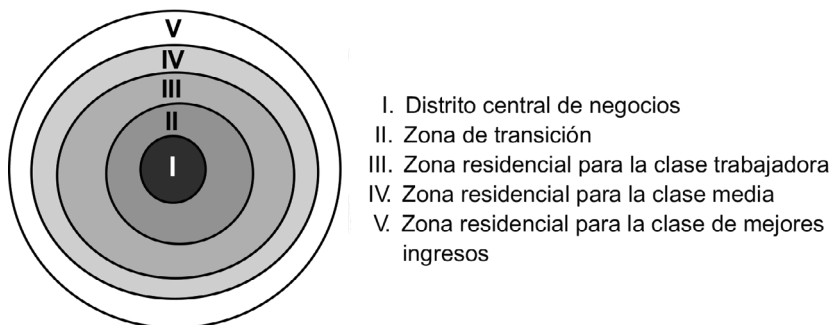 V
IV
III
II
I
I. Distrito central de negocios
II. Zona de transición
III. Zona residencial para la clase trabajadora
IV. Zona residencial para la clase media
V. Zona residencial para la clase de mejores
ingresos